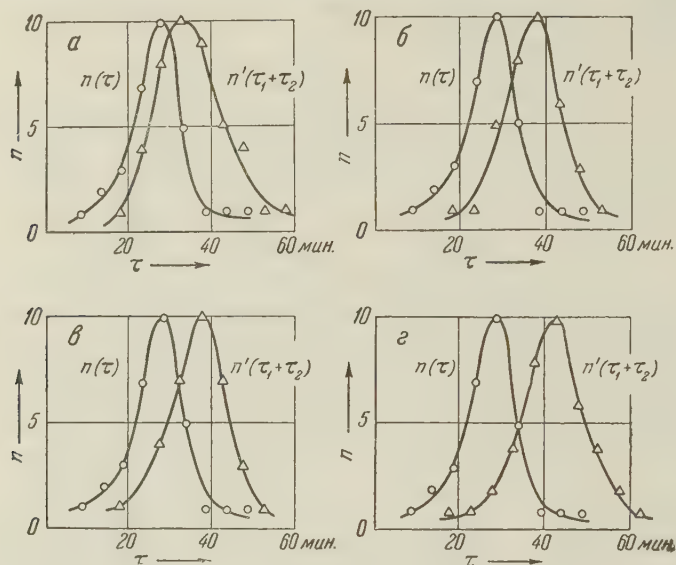 а
n(τ)
n'(τ₁+τ₂)
10
5
0
n
20
40
60 мин.
τ
б
n(τ)
n'(τ₁+τ₂)
10
5
0
n
20
40
60 мин.
τ
в
n(τ)
n'(τ₁+τ₂)
10
5
0
n
20
40
60 мин.
τ
г
n(τ)
n'(τ₁+τ₂)
10
5
0
n
20
40
60 мин.
τ